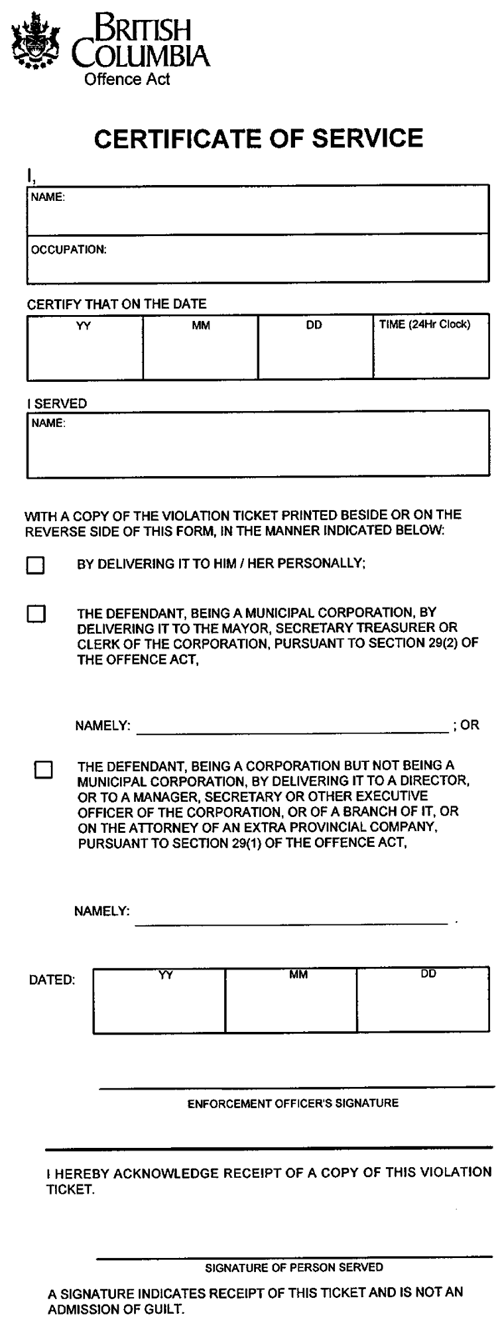 BRITISH
COLUMBIA
Offence Act
CERTIFICATE OF SERVICE
I,
NAME:
OCCUPATION:
CERTIFY THAT ON THE DATE
YY MM DD TIME (24Hr Clock)
I SERVED
NAME:
WITH A COPY OF THE VIOLATION TICKET PRINTED BESIDE OR ON THE
REVERSE SIDE OF THIS FORM, IN THE MANNER INDICATED BELOW:
BY DELIVERING IT TO HIM / HER PERSONALLY;
THE DEFENDANT, BEING A MUNICIPAL CORPORATION, BY
DELIVERING IT TO THE MAYOR, SECRETARY TREASURER OR
CLERK OF THE CORPORATION, PURSUANT TO SECTION 29(2) OF
THE OFFENCE ACT,
NAMELY: ; OR
THE DEFENDANT, BEING A CORPORATION BUT NOT BEING A
MUNICIPAL CORPORATION, BY DELIVERING IT TO A DIRECTOR,
OR TO A MANAGER, SECRETARY OR OTHER EXECUTIVE
OFFICER OF THE CORPORATION, OR OF A BRANCH OF IT, OR
ON THE ATTORNEY OF AN EXTRA PROVINCIAL COMPANY,
PURSUANT TO SECTION 29(1) OF THE OFFENCE ACT,
NAMELY: .
DATED: YY MM DD
ENFORCEMENT OFFICER'S SIGNATURE
I HEREBY ACKNOWLEDGE RECEIPT OF A COPY OF THIS VIOLATION
TICKET.
SIGNATURE OF PERSON SERVED
A SIGNATURE INDICATES RECEIPT OF THIS TICKET AND IS NOT AN
ADMISSION OF GUILT.